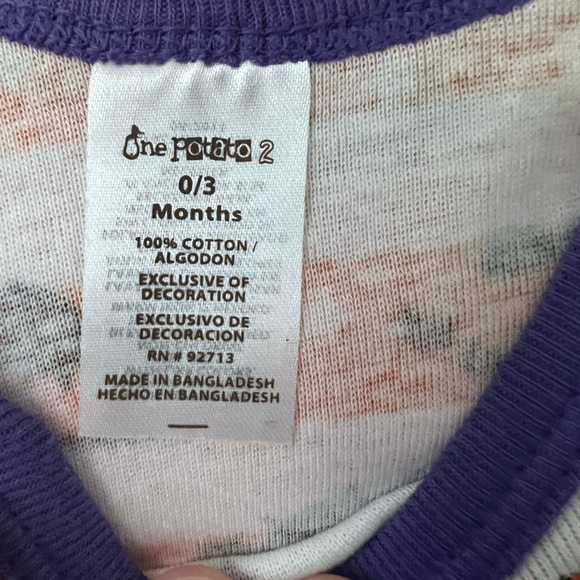 One Potato 2
0/3
Months
100% COTTON /
ALGODON
EXCLUSIVE OF
DECORATION
EXCLUSIVO DE
DECORACION
RN # 92713
MADE IN BANGLADESH
HECHO EN BANGLADESH